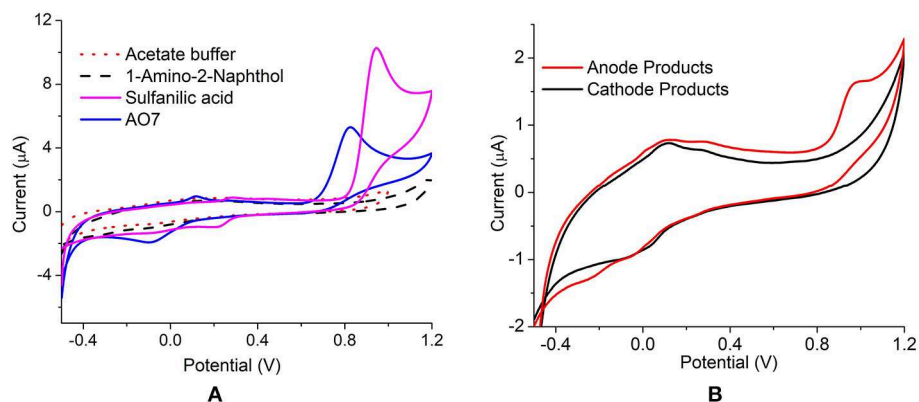 12
8
4
0
-4
Current (μA)
Acetate buffer
1-Amino-2-Naphthol
Sulfanilic acid
AO7
-0.4
0.0
0.4
0.8
1.2
Potential (V)
A
2
1
0
-1
-2
Current (μA)
Anode Products
Cathode Products
-0.4
0.0
0.4
0.8
1.2
Potential (V)
B